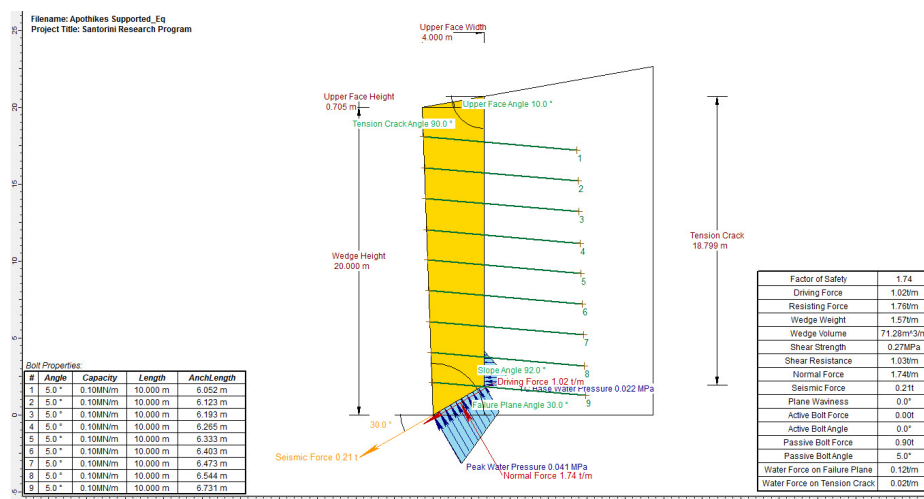 Filename: Apothikes Supported_Eq
Project Title: Santorini Research Program
Upper Face Width
4.000 m
Upper Face Height
0.705 m
Upper Face Angle 10.0 °
Tension Crack Angle 90.0 °
1
2
3
4
5
6
7
8
9
Wedge Height
20.000 m
Tension Crack
18.799 m
Slope Angle 92.0 °
Driving Force 1.02 t/m
Base Water Pressure 0.022 MPa
Failure Plane Angle 30.0 °
30.0 °
Seismic Force 0.21 t
Peak Water Pressure 0.041 MPa
Normal Force 1.74 t/m
20
15
10
5
0
-5
Bolt Properties:
# Angle Capacity Length AnchLength
1 5.0 ° 0.10MN/m 10.000 m 6.052 m
2 5.0 ° 0.10MN/m 10.000 m 6.123 m
3 5.0 ° 0.10MN/m 10.000 m 6.193 m
4 5.0 ° 0.10MN/m 10.000 m 6.265 m
5 5.0 ° 0.10MN/m 10.000 m 6.333 m
6 5.0 ° 0.10MN/m 10.000 m 6.403 m
7 5.0 ° 0.10MN/m 10.000 m 6.473 m
8 5.0 ° 0.10MN/m 10.000 m 6.544 m
9 5.0 ° 0.10MN/m 10.000 m 6.731 m
Factor of Safety 1.74
Driving Force 1.02t/m
Resisting Force 1.76t/m
Wedge Weight 1.57t/m
Wedge Volume 71.28m^3/m
Shear Strength 0.27MPa
Shear Resistance 1.03t/m
Normal Force 1.74t/m
Seismic Force 0.21t
Plane Waviness 0.0°
Active Bolt Force 0.00t
Active Bolt Angle 0.0°
Passive Bolt Force 0.90t
Passive Bolt Angle 5.0°
Water Force on Failure Plane 0.12t/m
Water Force on Tension Crack 0.02t/m